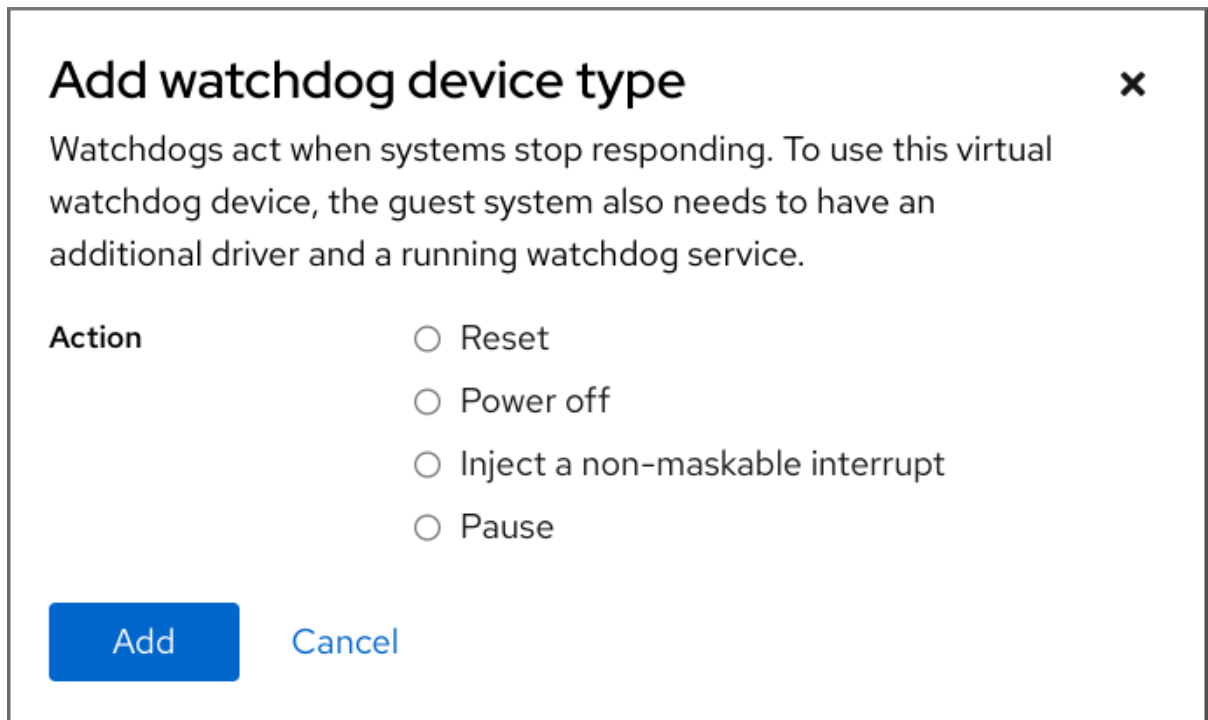 Add watchdog device type
Watchdogs act when systems stop responding. To use this virtual
watchdog device, the guest system also needs to have an
additional driver and a running watchdog service.
Action
Reset
Power off
Inject a non-maskable interrupt
Pause
Add
Cancel